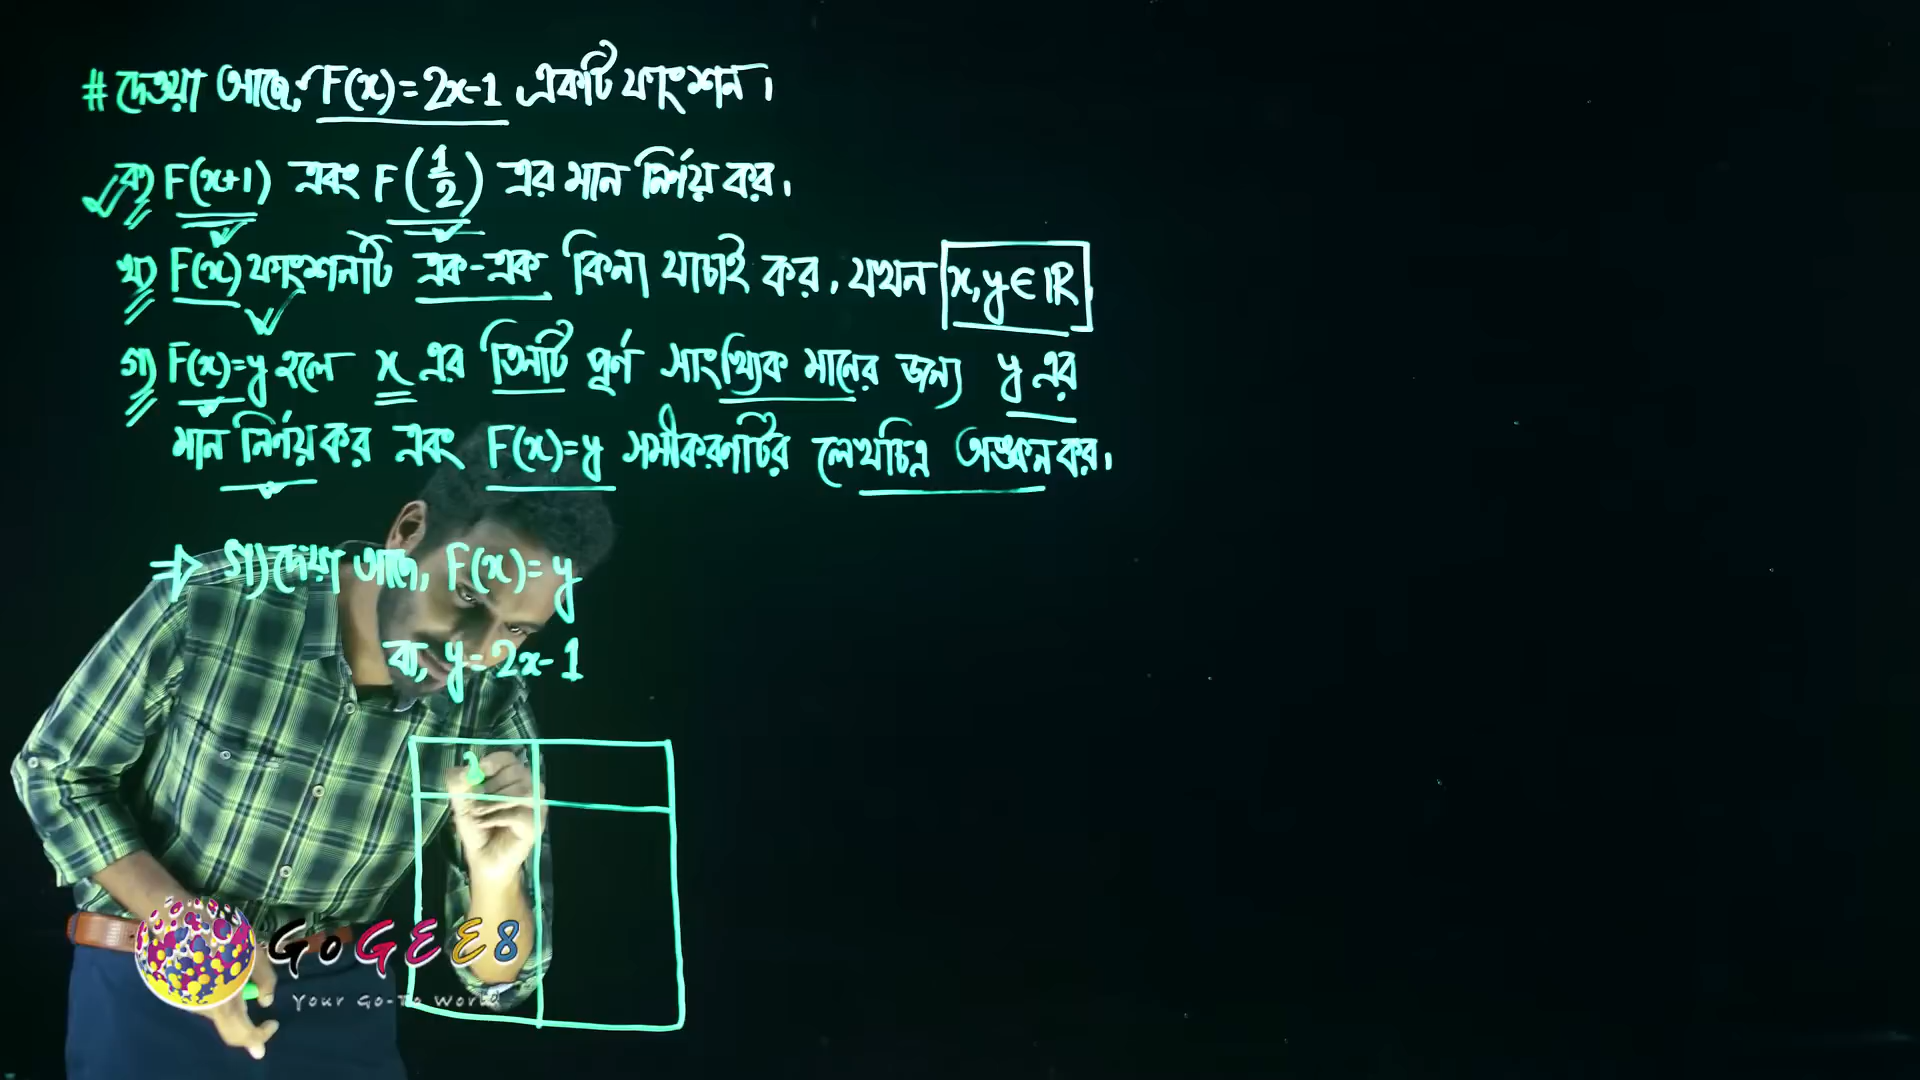 # দেওয়া আছে, F(x)=2x-1 একটি ফাংশন।
ক) F(x+1) এবং F(1/2) এর মান নির্ণয় কর।
খ) F(x) ফাংশনটি এক-এক কিনা যাচাই কর, যখন x,y∈ℝ
গ) F(x)=y হলে x এর তিনটি পূর্ণ সাংখ্যিক মানের জন্য y এর
মান নির্ণয় কর এবং F(x)=y সমীকরণটির লেখচিত্র অঙ্কন কর।
⇒ গ) দেয়া আছে, F(x)=y
বা, y=2x-1
GoGEE8
Your Go-To World